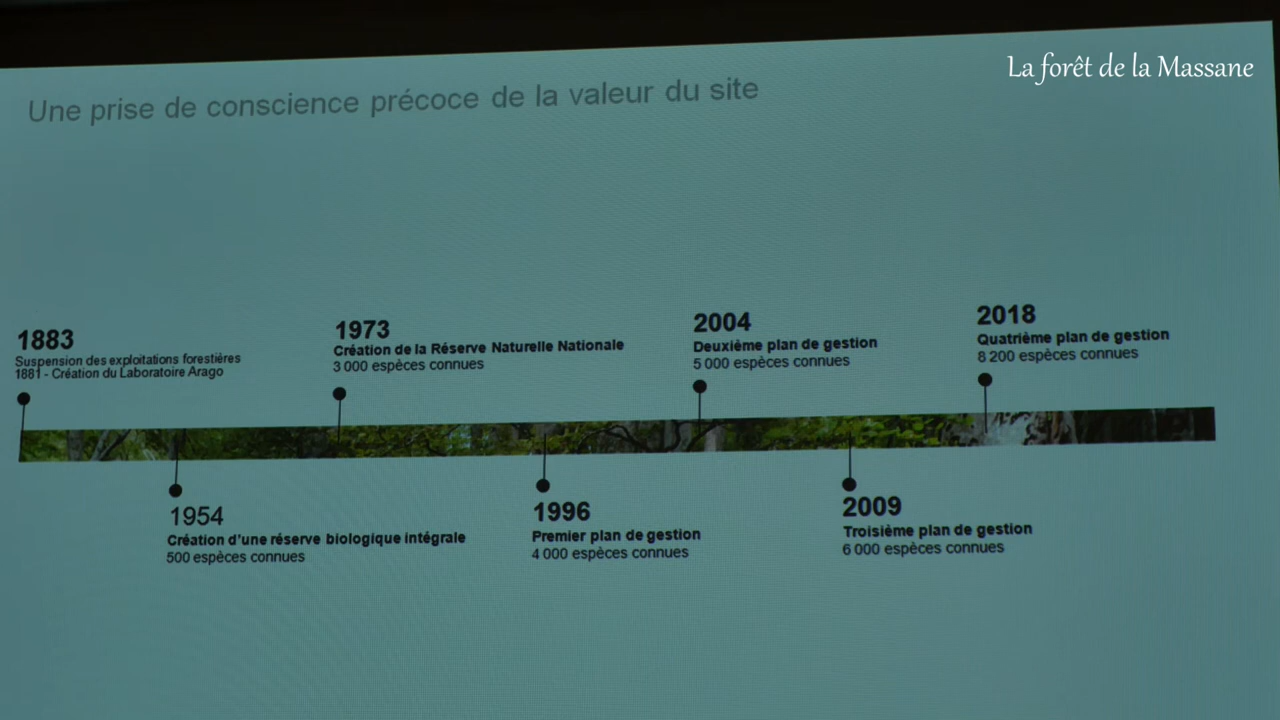 La forêt de la Massane
Une prise de conscience précoce de la valeur du site
1883
Suspension des exploitations forestières
1881 - Création du Laboratoire Arago
1973
Création de la Réserve Naturelle Nationale
3 000 espèces connues
2004
Deuxième plan de gestion
5 000 espèces connues
2018
Quatrième plan de gestion
8 200 espèces connues
1954
Création d'une réserve biologique intégrale
500 espèces connues
1996
Premier plan de gestion
4 000 espèces connues
2009
Troisième plan de gestion
6 000 espèces connues